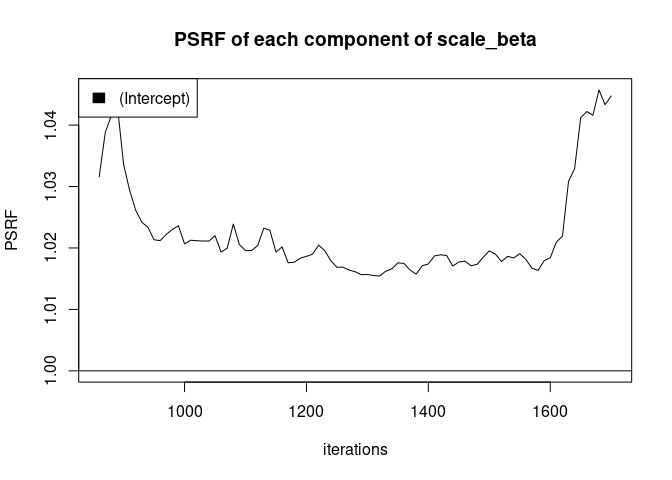 PSRF of each component of scale_beta
(Intercept)
PSRF
1.04
1.03
1.02
1.01
1.00
1000 1200 1400 1600
iterations